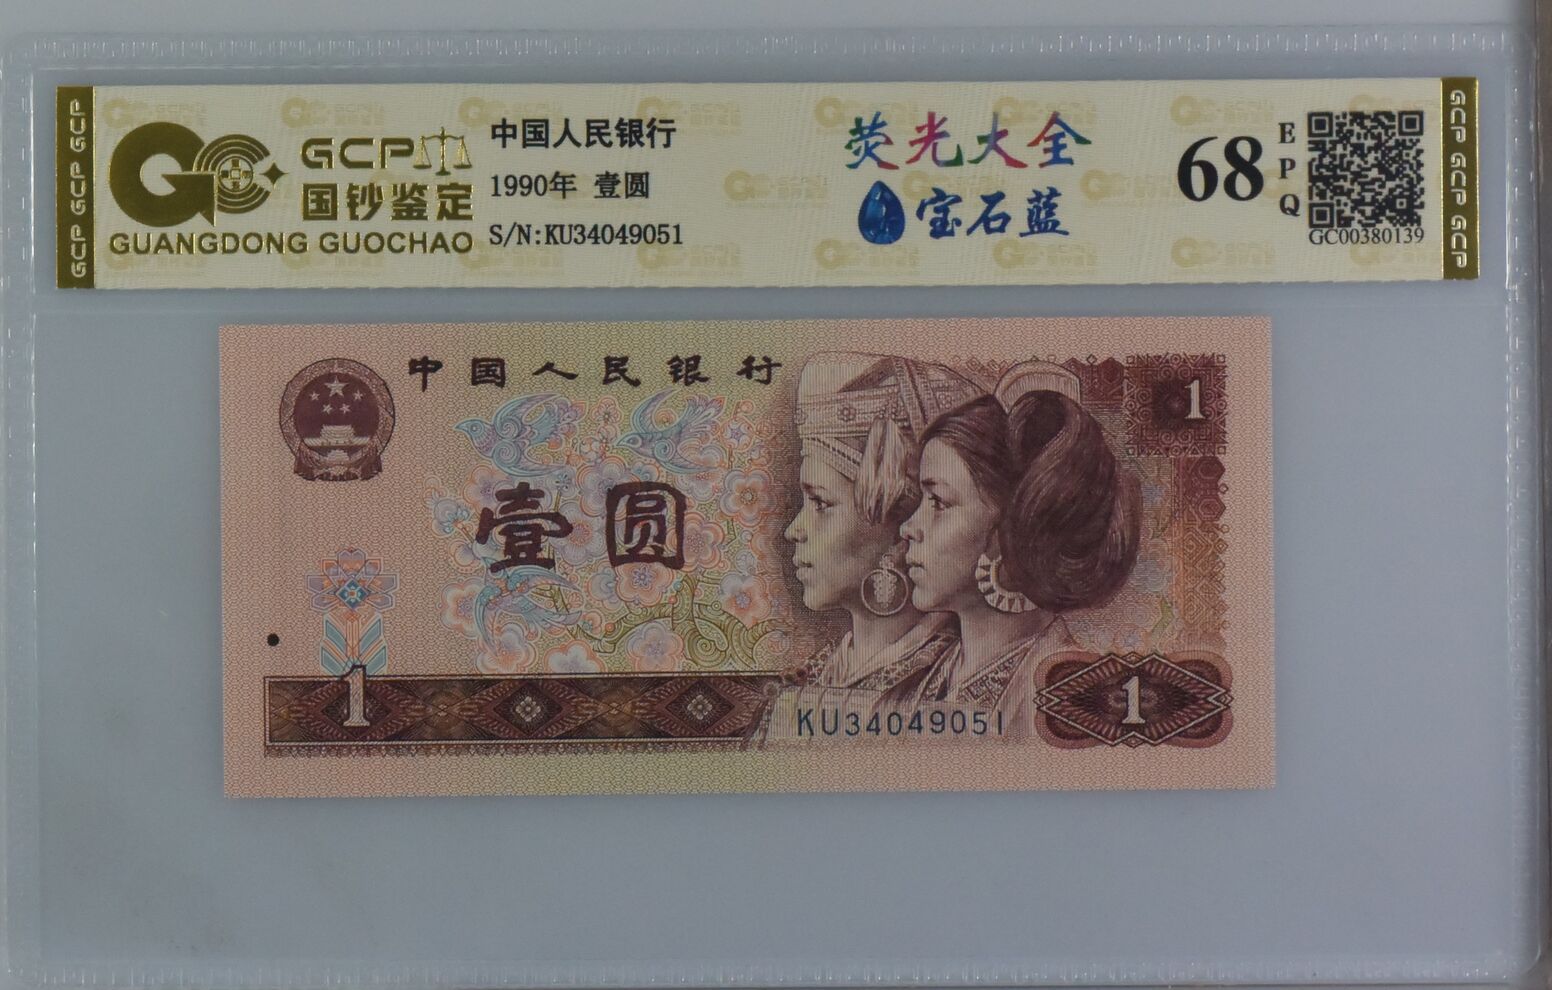 GCP GCP GCP
GCP
国钞鉴定
GUANGDONG GUOCHAO
中国人民银行
1990年 壹圆
S/N:KU34049051
荧光大全
宝石蓝
68
EPQ
GC00380139
GCP GCP GCP
中国人民银行
1
壹圆
1
KU34049051
1